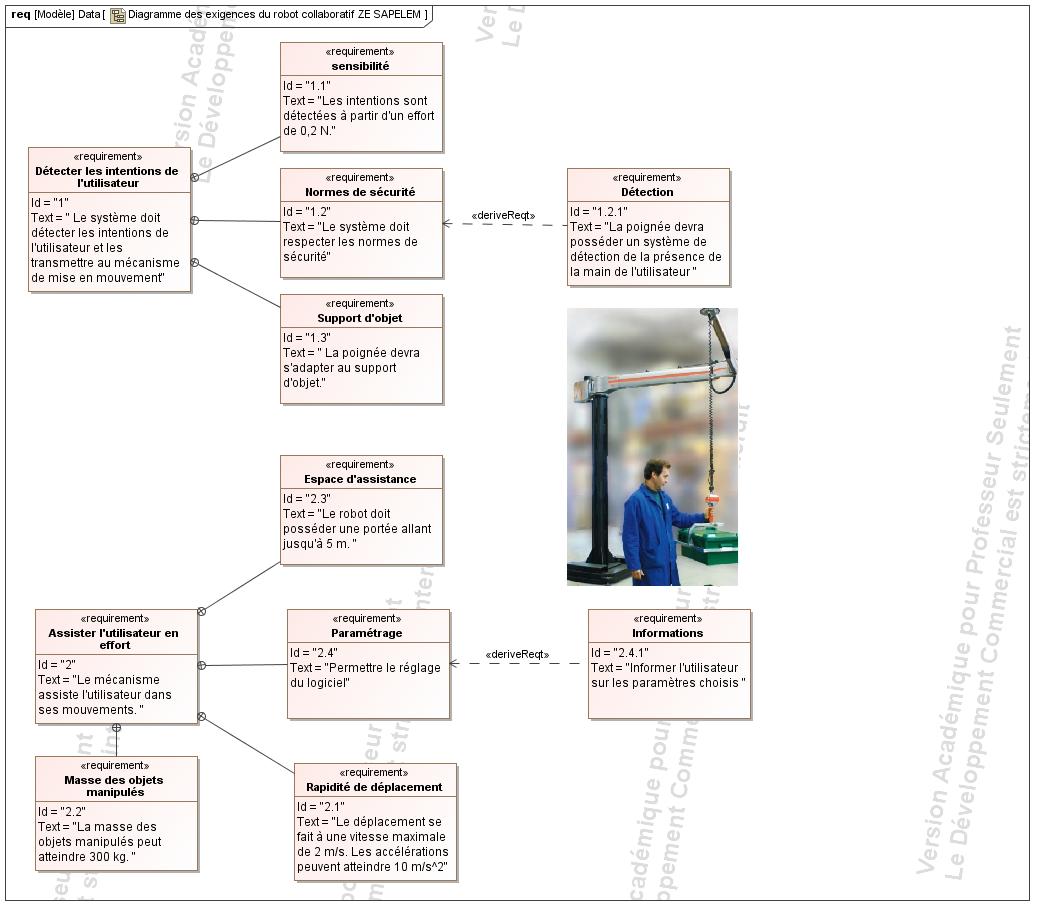 req [Modèle] Data [ Diagramme des exigences du robot collaboratif ZE SAPELEM ]
«requirement»
sensibilité
Id = "1.1"
Text = "Les intentions sont
détectées à partir d'un effort
de 0,2 N."
«requirement»
Détecter les intentions de
l'utilisateur
Id = "1"
Text = " Le système doit
détecter les intentions de
l'utilisateur et les
transmettre au mécanisme
de mise en mouvement"
«requirement»
Normes de sécurité
Id = "1.2"
Text = "Le système doit
respecter les normes de
sécurité"
«deriveReqt»
«requirement»
Détection
Id = "1.2.1"
Text = "La poignée devra
posséder un système de
détection de la présence de
la main de l'utilisateur "
«requirement»
Support d'objet
Id = "1.3"
Text = " La poignée devra
s'adapter au support
d'objet."
«requirement»
Espace d'assistance
Id = "2.3"
Text = "Le robot doit
posséder une portée allant
jusqu'à 5 m. "
«requirement»
Assister l'utilisateur en
effort
Id = "2"
Text = "Le mécanisme
assiste l'utilisateur dans
ses mouvements. "
«requirement»
Paramétrage
Id = "2.4"
Text = "Permettre le réglage
du logiciel"
«deriveReqt»
«requirement»
Informations
Id = "2.4.1"
Text = "Informer l'utilisateur
sur les paramètres choisis "
«requirement»
Masse des objets
manipulés
Id = "2.2"
Text = "La masse des
objets manipulés peut
atteindre 300 kg. "
«requirement»
Rapidité de déplacement
Id = "2.1"
Text = "Le déplacement se
fait à une vitesse maximale
de 2 m/s. Les accélérations
peuvent atteindre 10 m/s^2"
Version Académique pour Professeur Seulement
Le Développement Commercial est strictem